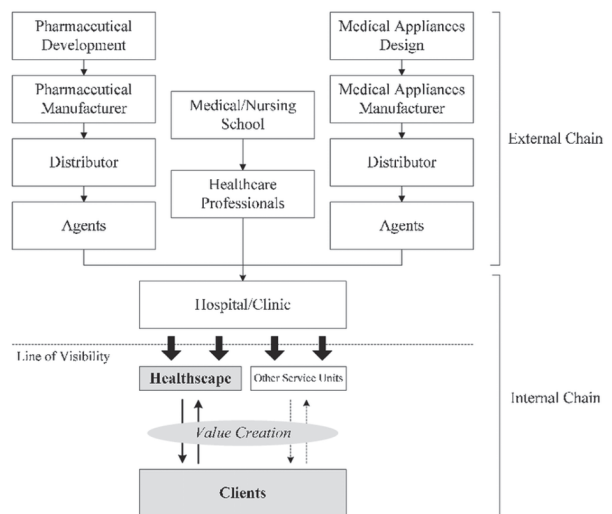 Pharmaceutical
Development
Medical Appliances
Design
Pharmaceutical
Manufacturer
Medical/Nursing
School
Medical Appliances
Manufacturer
External Chain
Distributor
Healthcare
Professionals
Distributor
Agents
Agents
Hospital/Clinic
Line of Visibility
Healthscape
Other Service Units
Internal Chain
Value Creation
Clients